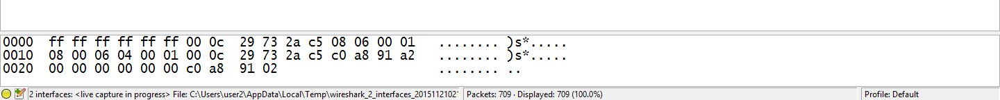 0000 ff ff ff ff ff ff 00 0c 29 73 2a c5 08 06 00 01 ........ )s*.....
0010 08 00 06 04 00 01 00 0c 29 73 2a c5 c0 a8 91 a2 ........ )s*.....
0020 00 00 00 00 00 00 c0 a8 91 02 ........ ..
2 interfaces: <live capture in progress> File: C:\Users\user2\AppData\Local\Temp\wireshark_2_interfaces_2015112102 Packets: 709 · Displayed: 709 (100.0%) Profile: Default